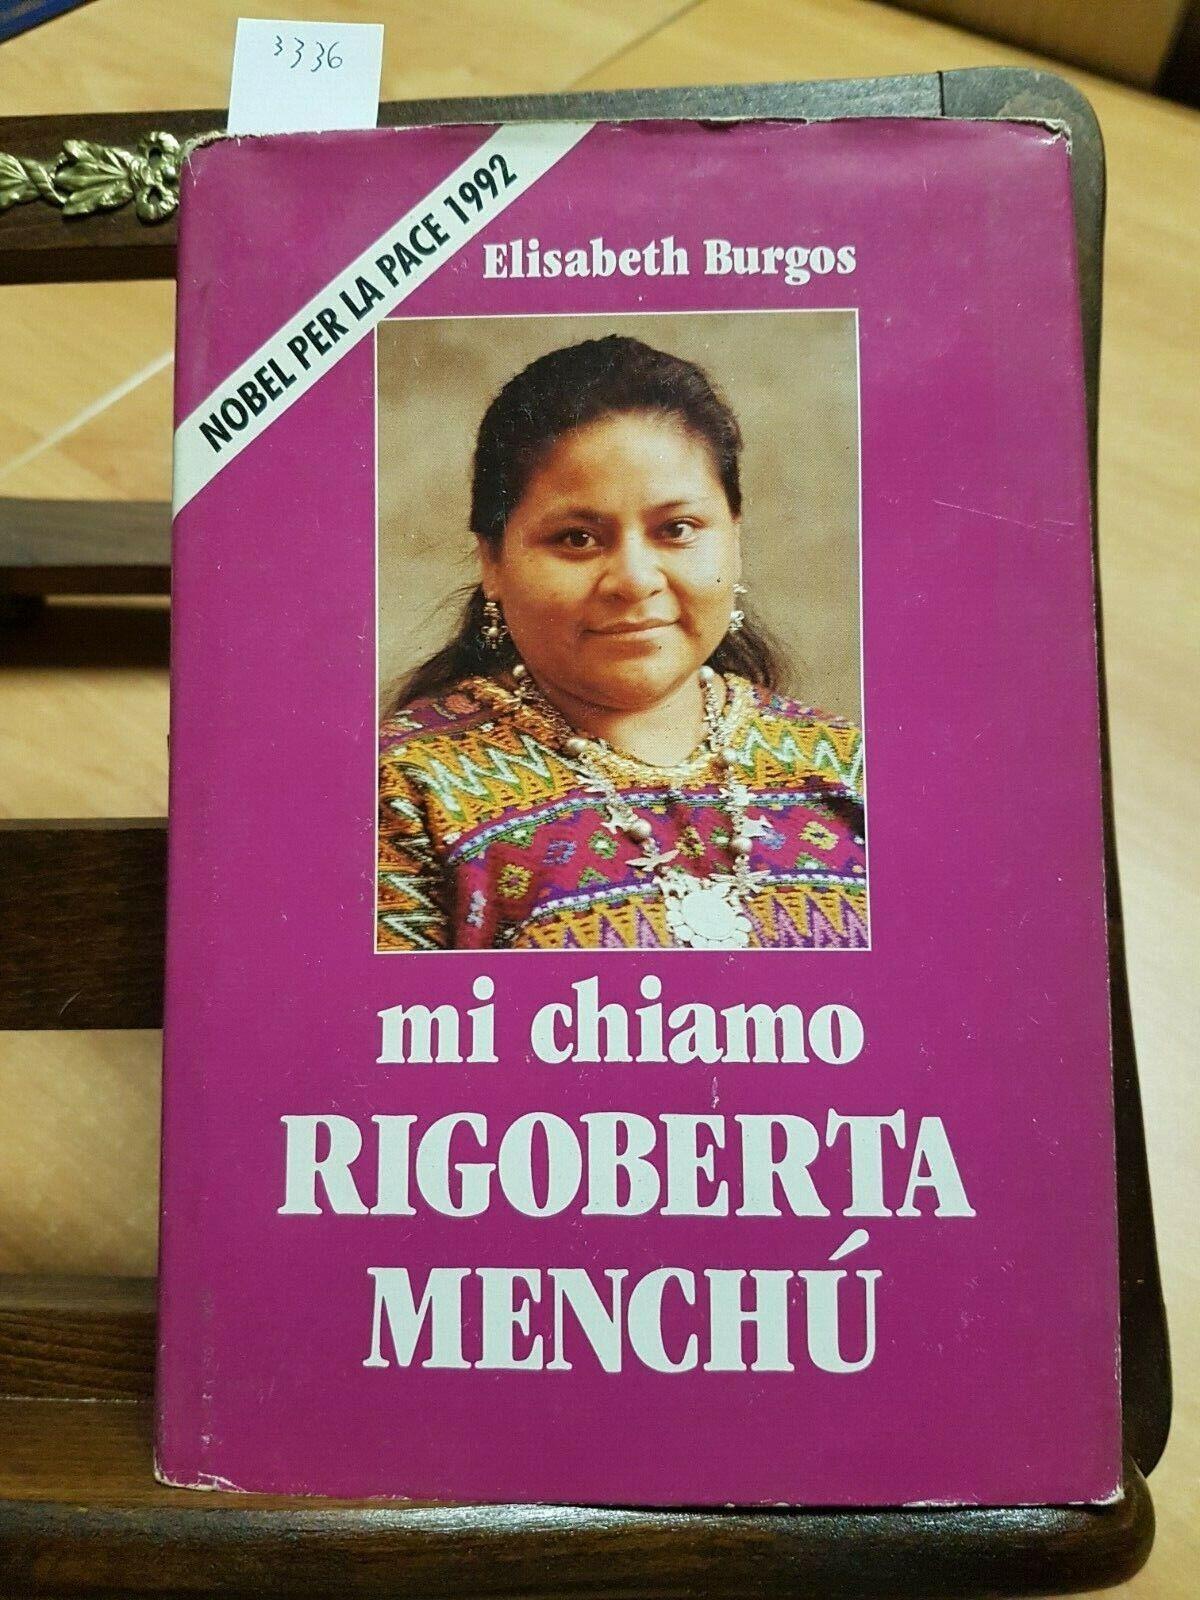 3336
NOBEL PER LA PACE 1992
Elisabeth Burgos
mi chiamo
RIGOBERTA
MENCHÚ